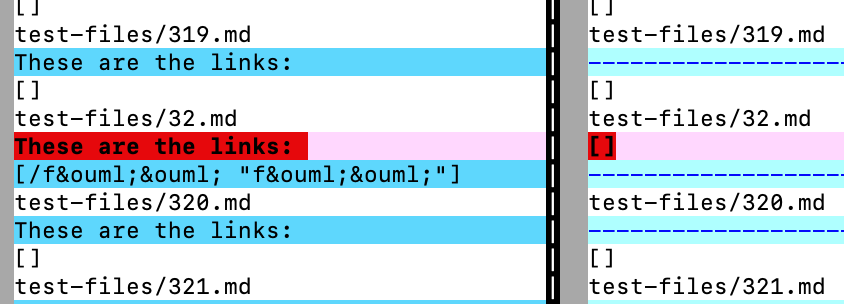 []
test-files/319.md
These are the links:
[]
test-files/32.md
These are the links:
[/f&ouml;&ouml; "f&ouml;&ouml;"]
test-files/320.md
These are the links:
[]
test-files/321.md
[]
test-files/319.md
---------------------
[]
test-files/32.md
[]
---------------------
test-files/320.md
---------------------
[]
test-files/321.md